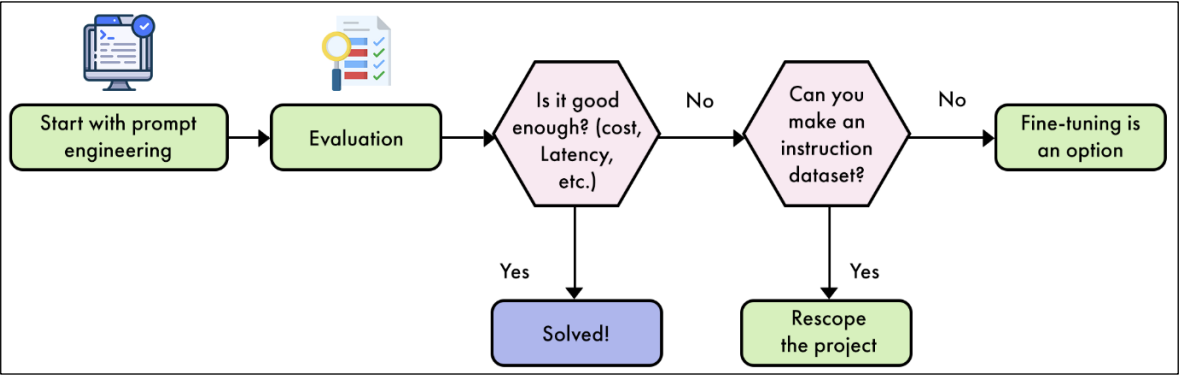 Start with prompt
engineering
Evaluation
Is it good
enough? (cost,
Latency,
etc.)
No
Can you
make an
instruction
dataset?
No
Fine-tuning is
an option
Yes
Solved!
Yes
Rescope
the project